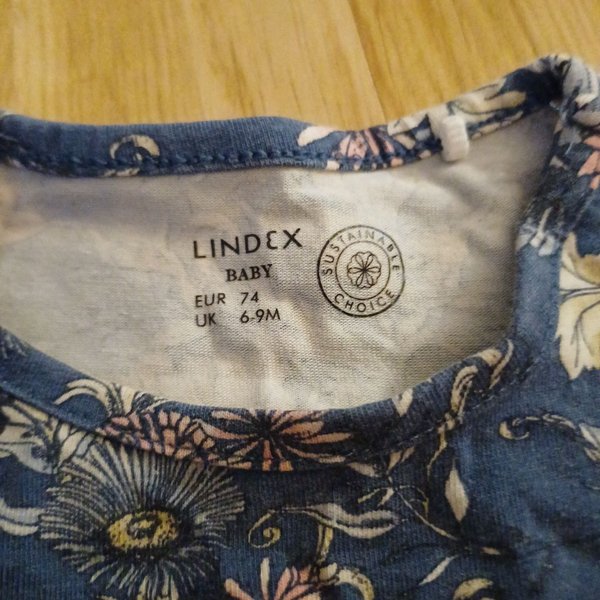 LINDEX
BABY
EUR 74
UK 6-9M
SUSTAINABLE
CHOICE